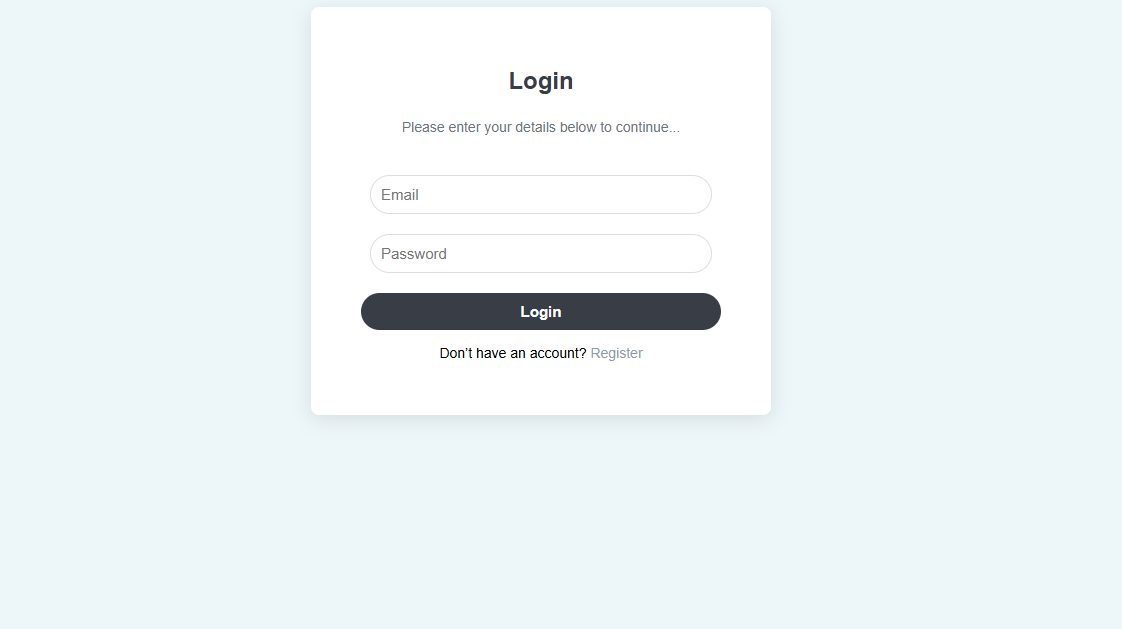 Login
Please enter your details below to continue...
Email
Password
Login
Don't have an account? Register